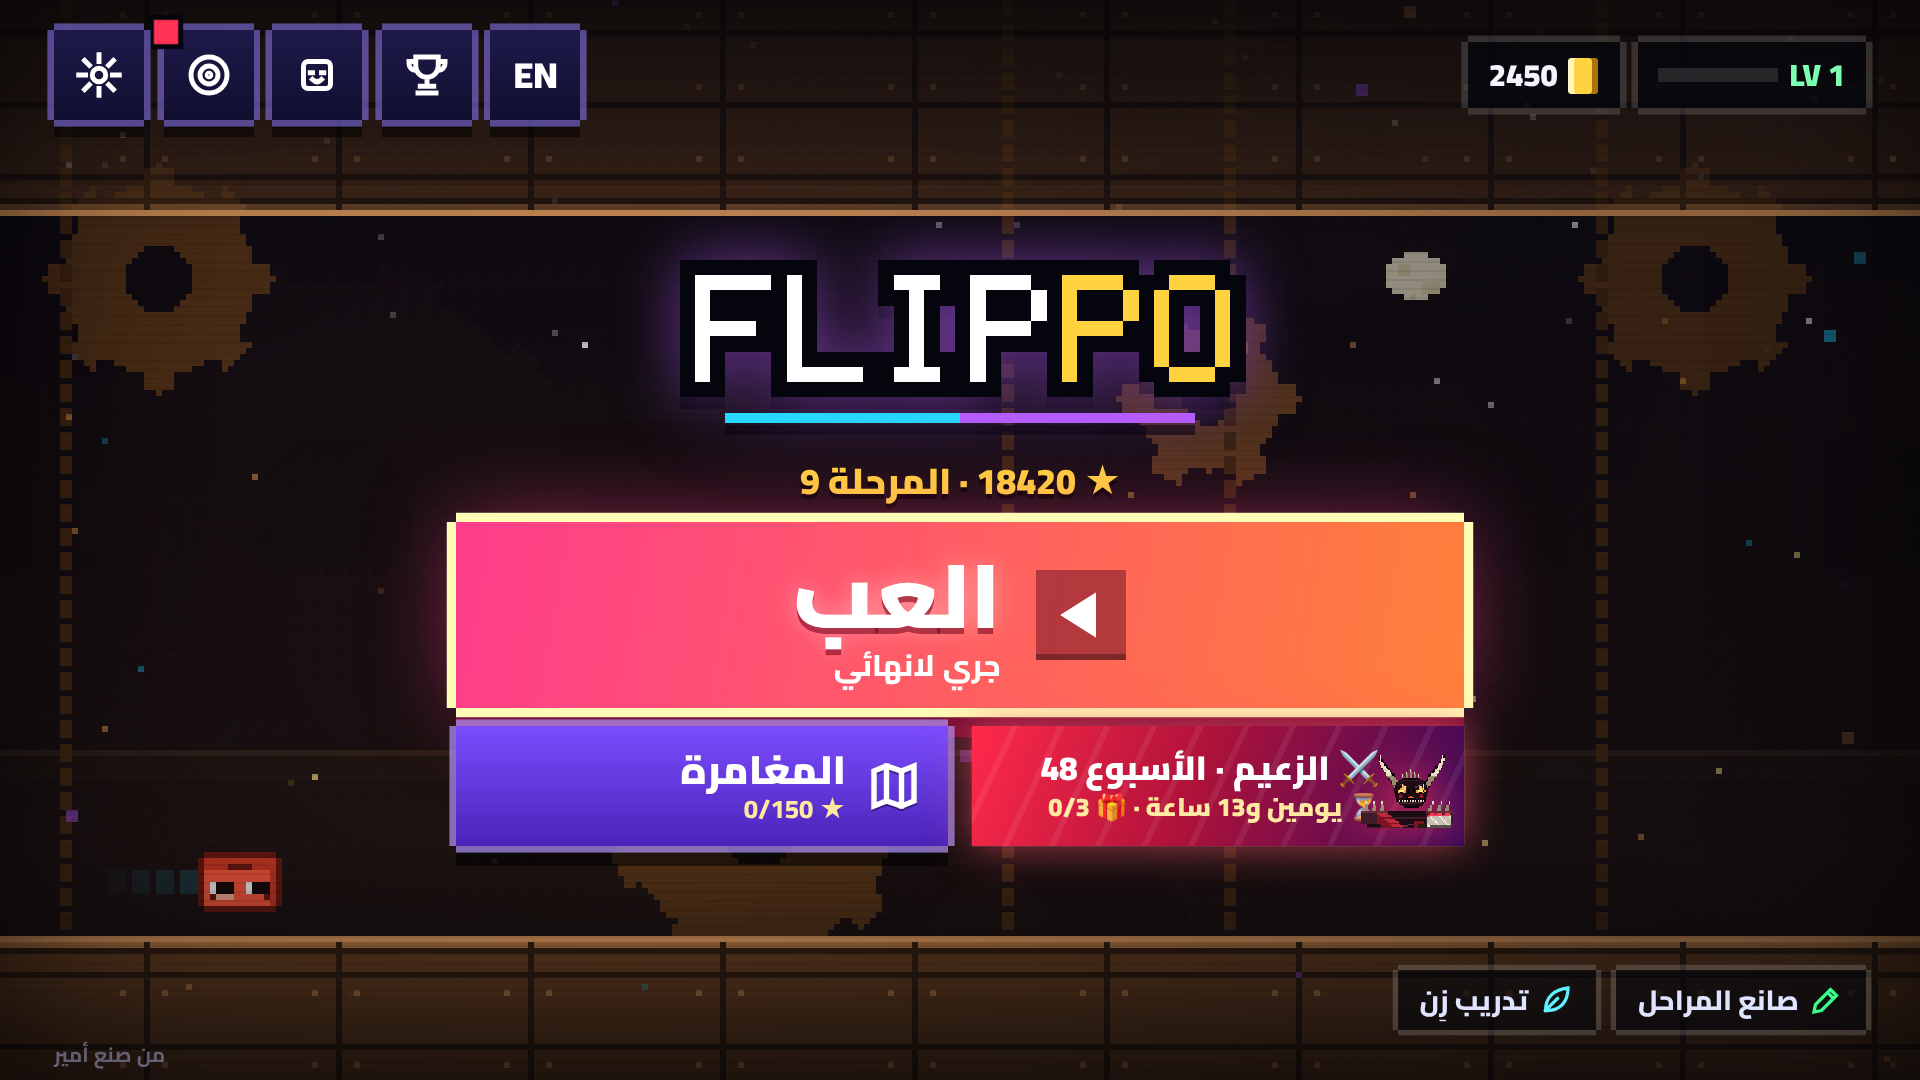 EN
2450
LV 1
FLIPPO
★ 18420 · المرحلة 9
العب
جري لانهائي
الزعيم · الأسبوع 48
يومين و13 ساعة · 0/3
المغامرة
★ 0/150
صانع المراحل
تدريب زن
من صنع أمير